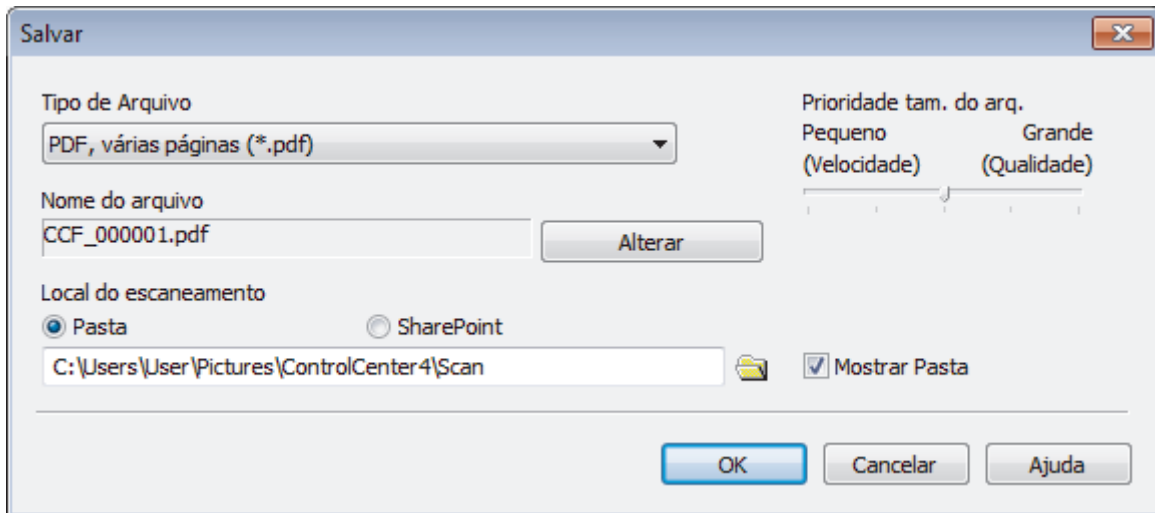 Salvar
Tipo de Arquivo
PDF, várias páginas (*.pdf)
Prioridade tam. do arq.
Pequeno Grande
(Velocidade) (Qualidade)
Nome do arquivo
CCF_000001.pdf
Alterar
Local do escaneamento
Pasta SharePoint
C:\Users\User\Pictures\ControlCenter4\Scan
Mostrar Pasta
OK Cancelar Ajuda